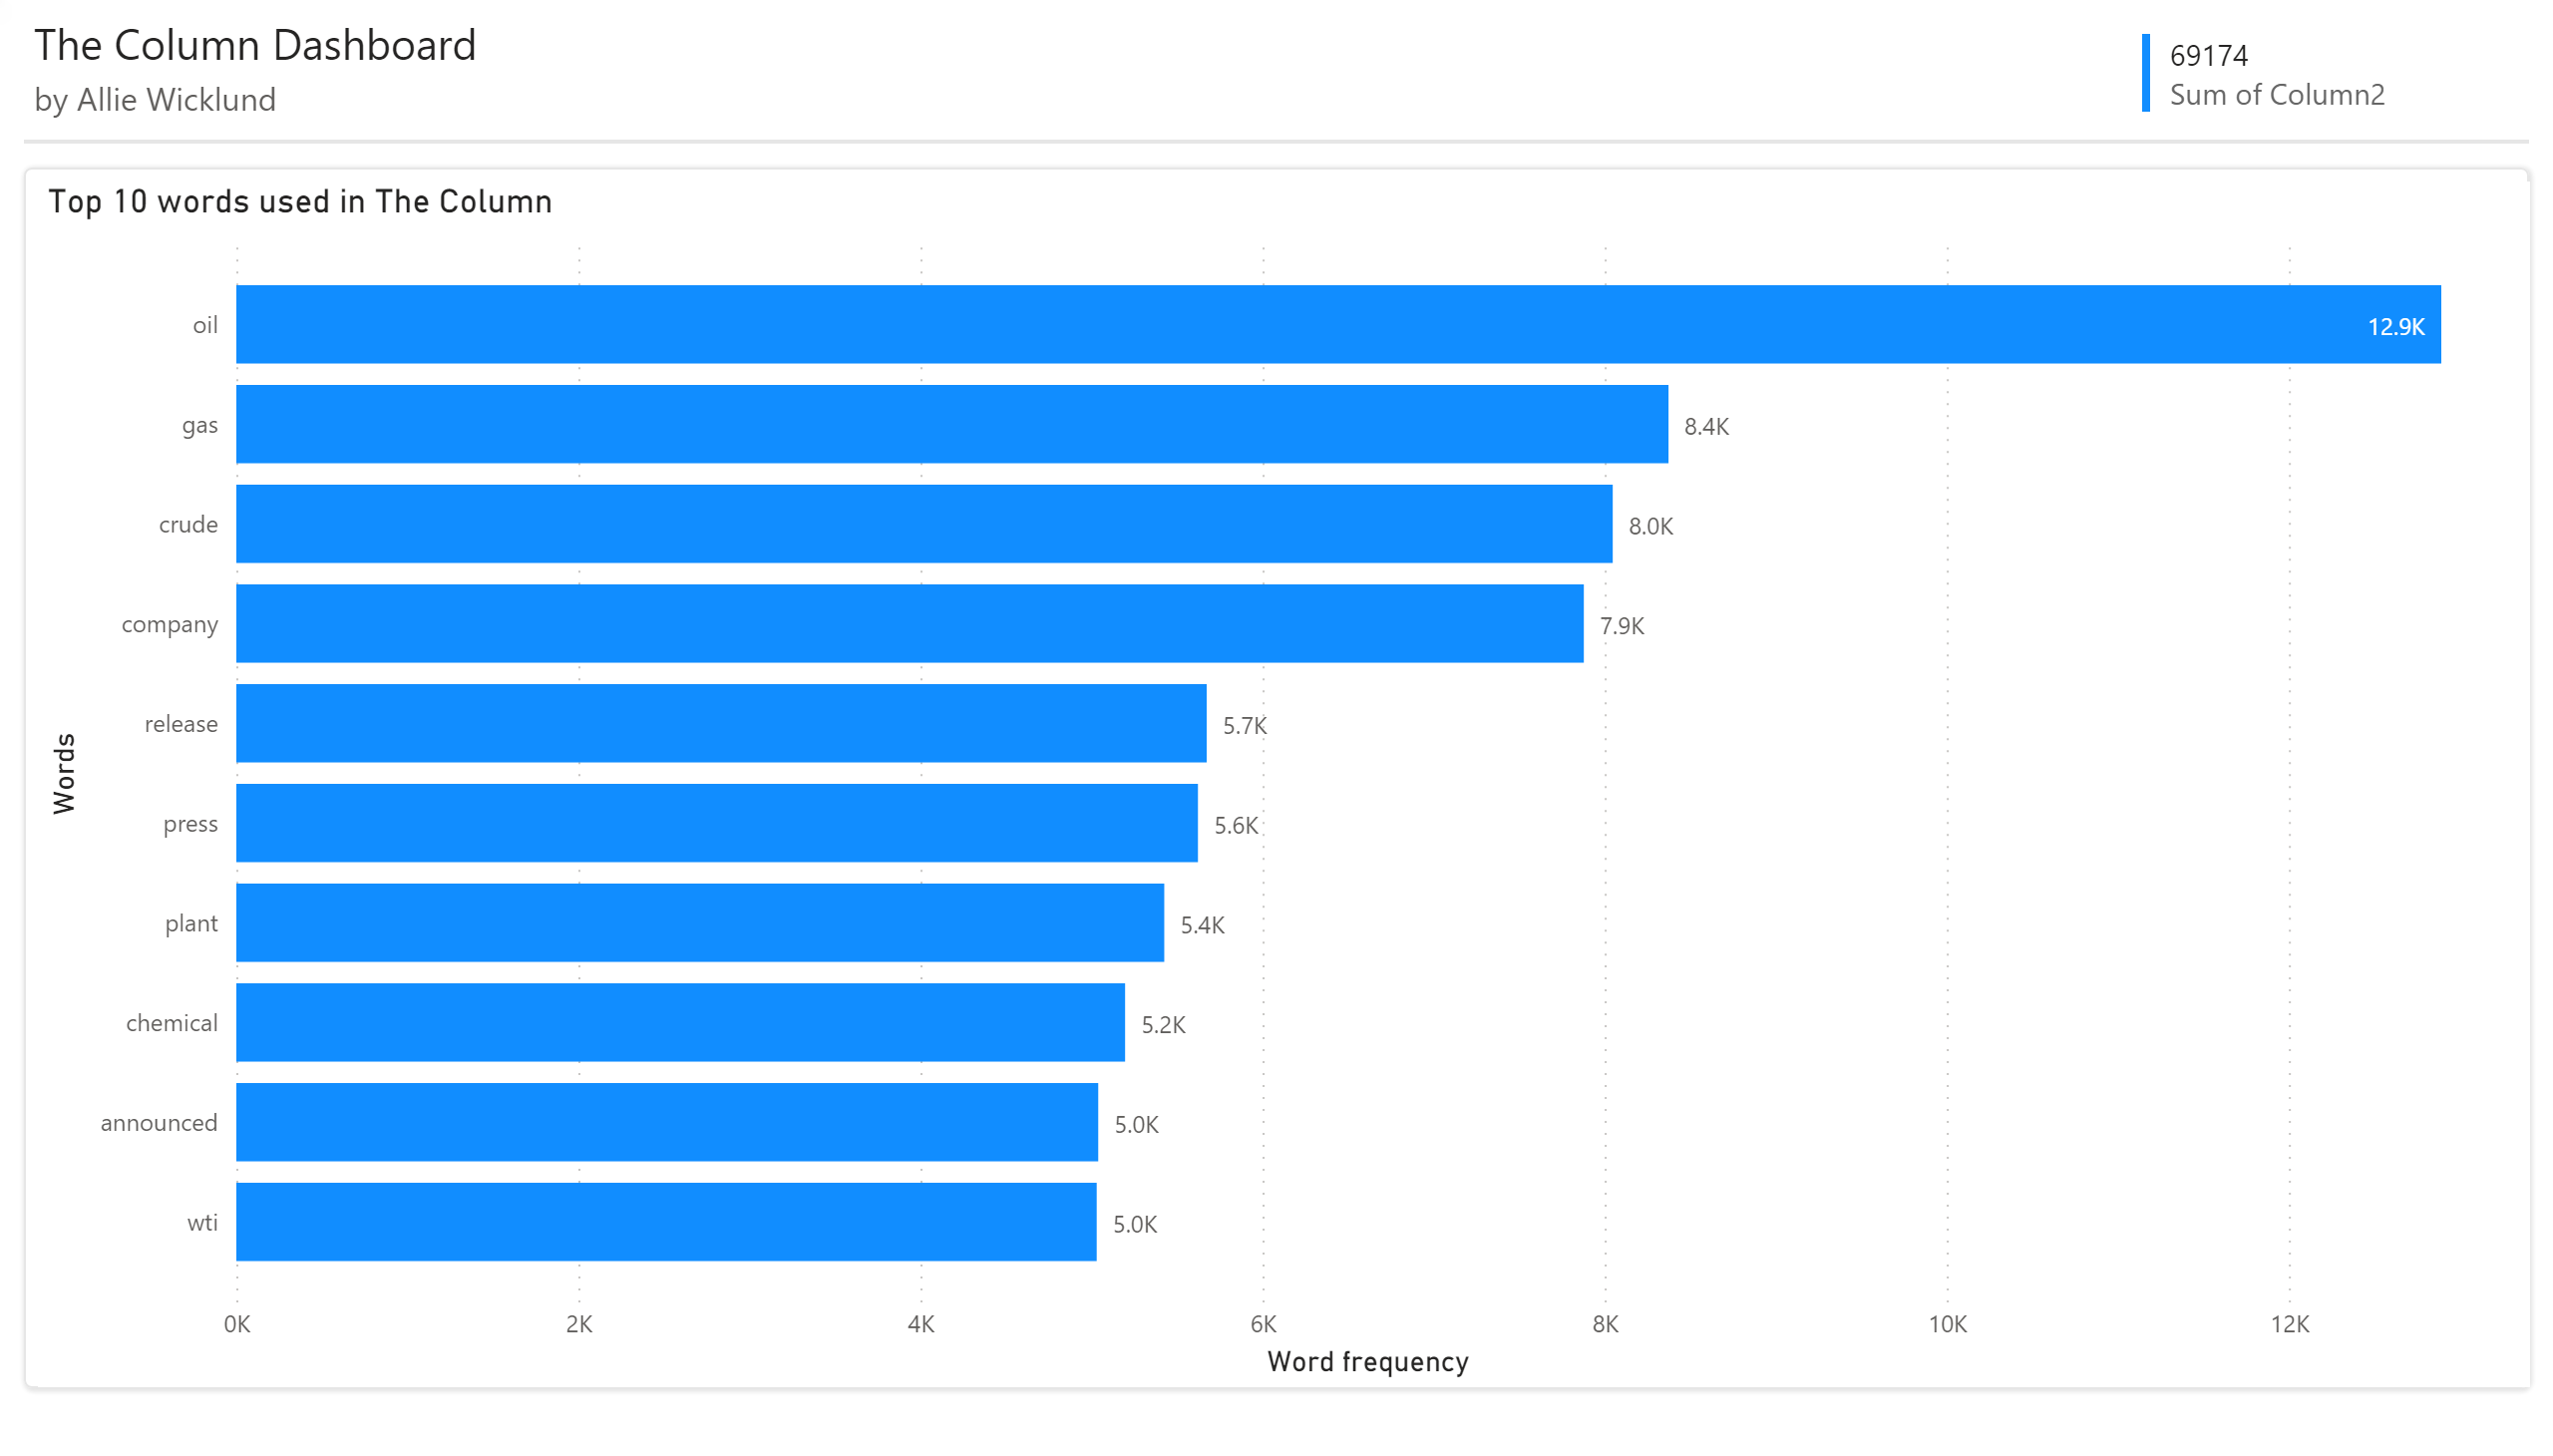 The Column Dashboard
by Allie Wicklund
69174
Sum of Column2
Top 10 words used in The Column
Words
oil
12.9K
gas
8.4K
crude
8.0K
company
7.9K
release
5.7K
press
5.6K
plant
5.4K
chemical
5.2K
announced
5.0K
wti
5.0K
0K 2K 4K 6K 8K 10K 12K
Word frequency